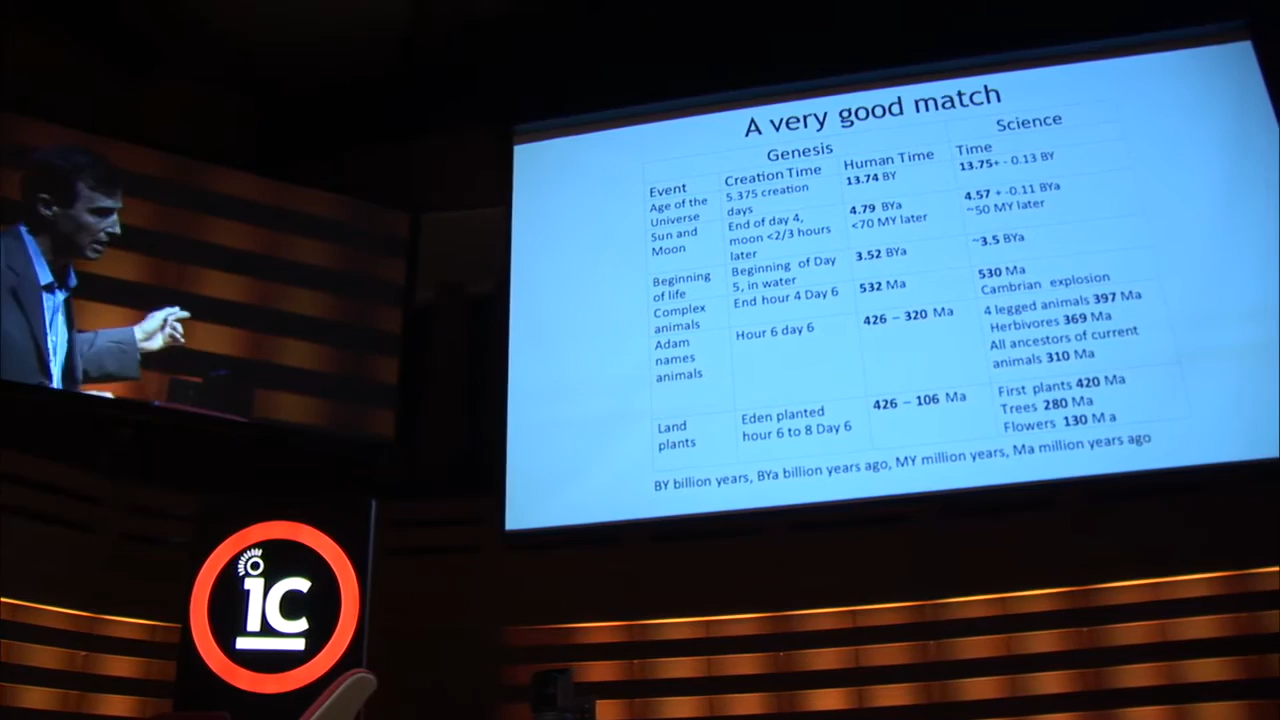 A very good match
Genesis
Science
Event
Creation Time
Human Time
Time
Age of the
Universe
5.375 creation
days
13.74 BY
13.75+ - 0.13 BY
Sun and
Moon
End of day 4,
moon <2/3 hours
later
4.79 BYa
<70 MY later
4.57 + -0.11 BYa
~50 MY later
Beginning
of life
Beginning of Day
5, in water
3.52 BYa
~3.5 BYa
Complex
animals
End hour 4 Day 6
532 Ma
530 Ma
Cambrian explosion
Adam
names
animals
Hour 6 day 6
426 – 320 Ma
4 legged animals 397 Ma
Herbivores 369 Ma
All ancestors of current
animals 310 Ma
Land
plants
Eden planted
hour 6 to 8 Day 6
426 – 106 Ma
First plants 420 Ma
Trees 280 Ma
Flowers 130 M a
BY billion years, BYa billion years ago, MY million years, Ma million years ago
ic